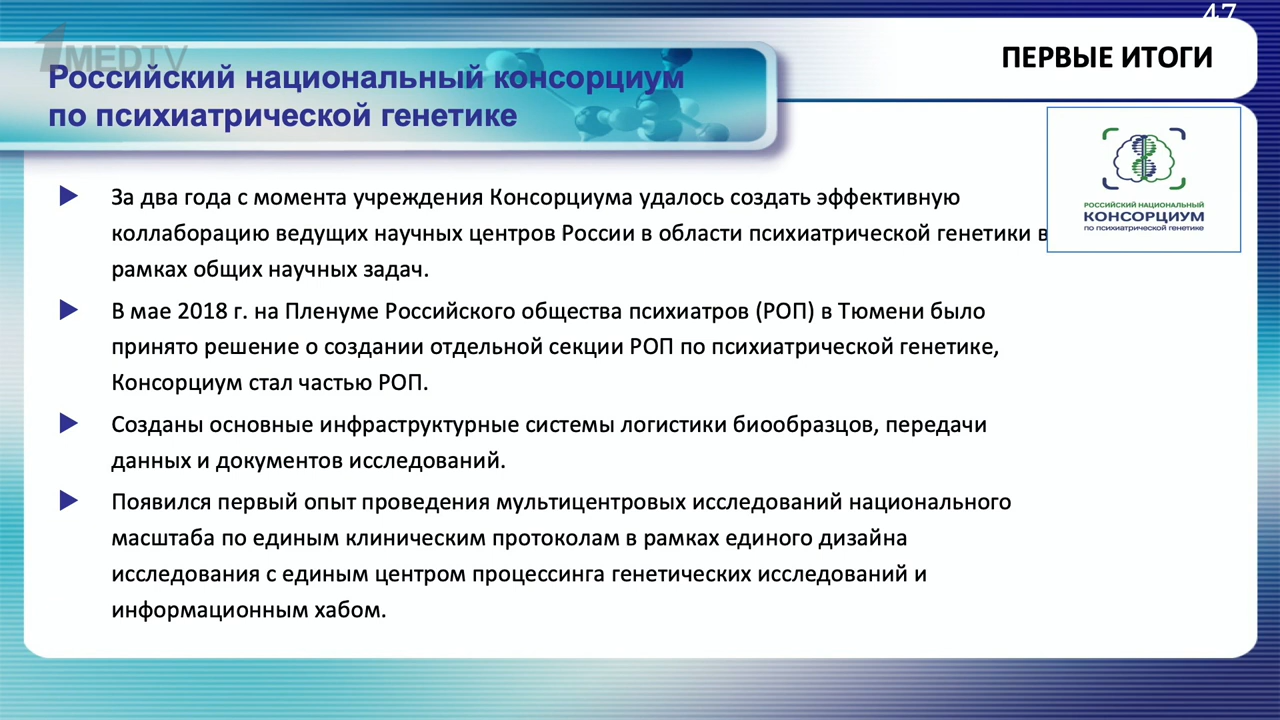 47
1MEDTV
ПЕРВЫЕ ИТОГИ
Российский национальный консорциум
по психиатрической генетике
РОССИЙСКИЙ НАЦИОНАЛЬНЫЙ
КОНСОРЦИУМ
по психиатрической генетике
За два года с момента учреждения Консорциума удалось создать эффективную
коллаборацию ведущих научных центров России в области психиатрической генетики в
рамках общих научных задач.
В мае 2018 г. на Пленуме Российского общества психиатров (РОП) в Тюмени было
принято решение о создании отдельной секции РОП по психиатрической генетике,
Консорциум стал частью РОП.
Созданы основные инфраструктурные системы логистики биообразцов, передачи
данных и документов исследований.
Появился первый опыт проведения мультицентровых исследований национального
масштаба по единым клиническим протоколам в рамках единого дизайна
исследования с единым центром процессинга генетических исследований и
информационным хабом.